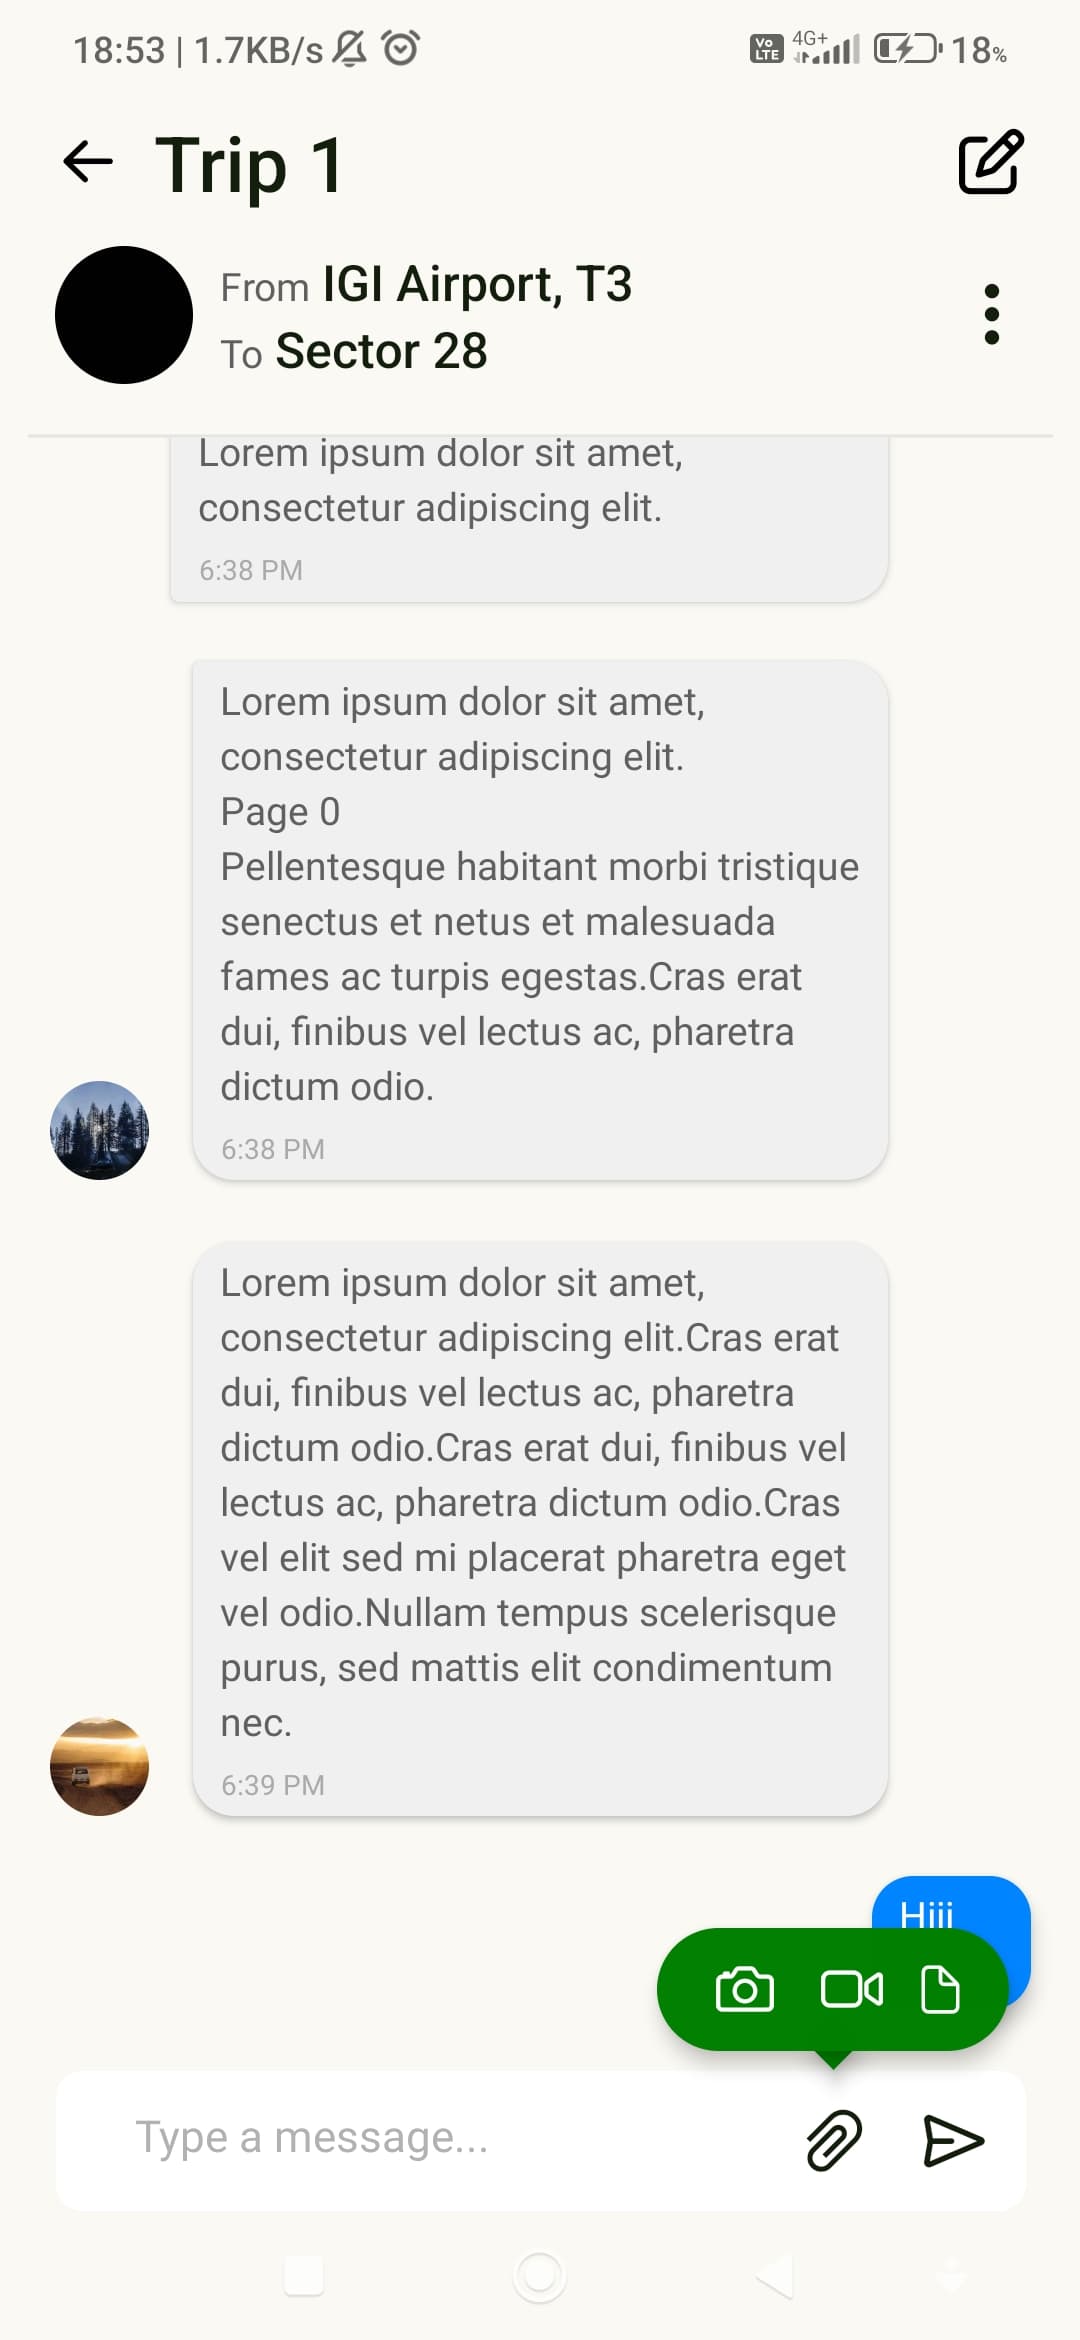 18:53 | 1.7KB/s
Vo LTE 4G+ 18%
Trip 1
From IGI Airport, T3
To Sector 28
Lorem ipsum dolor sit amet,
consectetur adipiscing elit.
6:38 PM
Lorem ipsum dolor sit amet,
consectetur adipiscing elit.
Page 0
Pellentesque habitant morbi tristique
senectus et netus et malesuada
fames ac turpis egestas.Cras erat
dui, finibus vel lectus ac, pharetra
dictum odio.
6:38 PM
Lorem ipsum dolor sit amet,
consectetur adipiscing elit.Cras erat
dui, finibus vel lectus ac, pharetra
dictum odio.Cras erat dui, finibus vel
lectus ac, pharetra dictum odio.Cras
vel elit sed mi placerat pharetra eget
vel odio.Nullam tempus scelerisque
purus, sed mattis elit condimentum
nec.
6:39 PM
Hiii
Type a message...